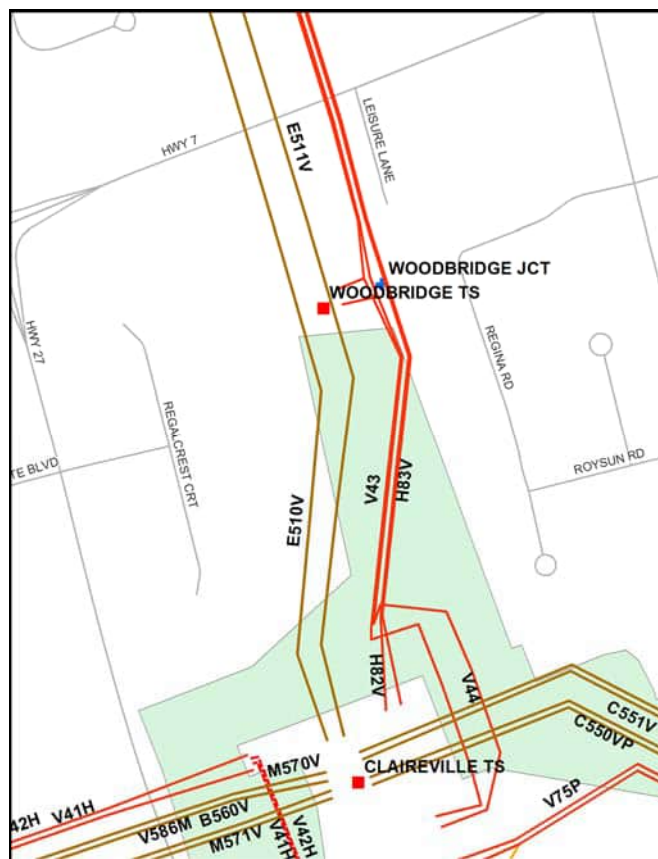 HWY 7
E511V
LEISURE LANE
WOODBRIDGE JCT
WOODBRIDGE TS
HWY 27
REGINA RD
REGALCREST CRT
TE BLVD
ROYSUN RD
V43
H83V
E510V
H82V
V44
C551V
C550VP
M570V
CLAIREVILLE TS
V75P
42H V41H
V586M B560V
M571V
V41H
V42H